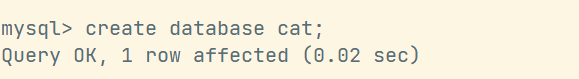 mysql> create database cat;
Query OK, 1 row affected (0.02 sec)